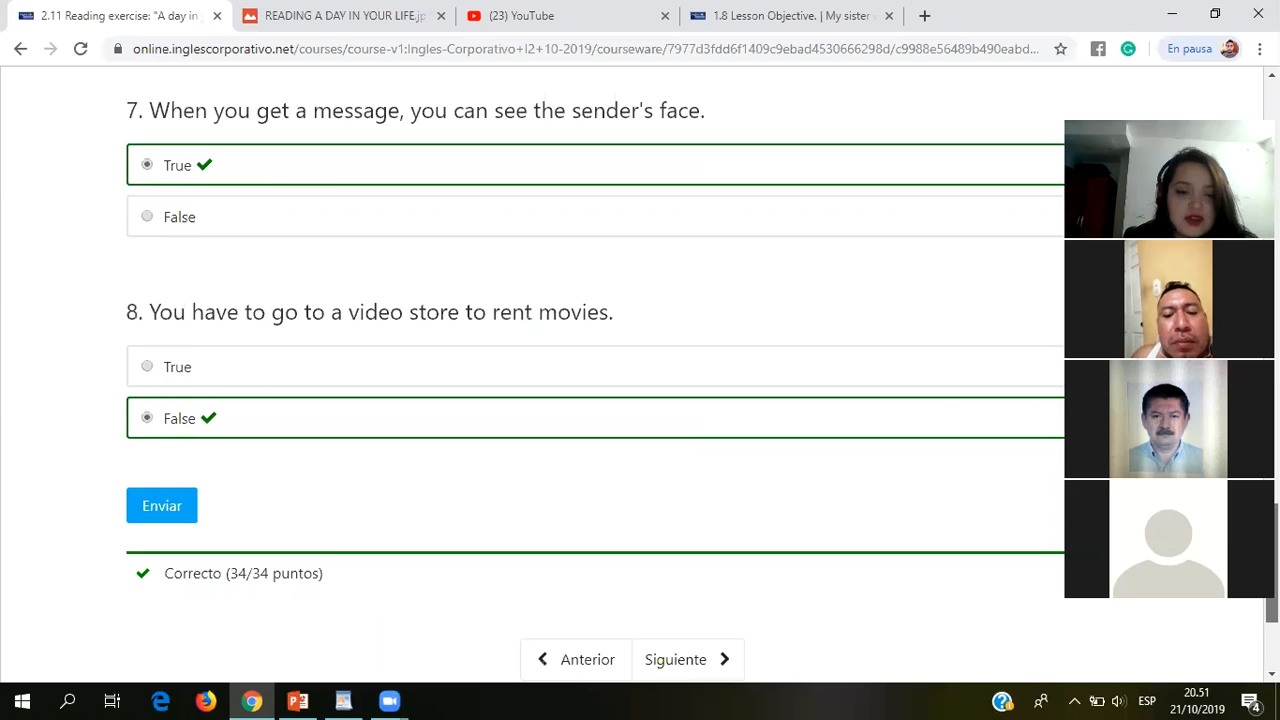 2.11 Reading exercise: "A day in y
READING A DAY IN YOUR LIFE.jp
(23) YouTube
1.8 Lesson Objective. | My sister
online.inglescorporativo.net/courses/course-v1:Ingles-Corporativo+I2+10-2019/courseware/7977d3fdd6f1409c9ebad4530666298d/c9988e56489b490eabd...
En pausa
7. When you get a message, you can see the sender's face.
True
False
8. You have to go to a video store to rent movies.
True
False
Enviar
Correcto (34/34 puntos)
Anterior
Siguiente
ESP
20.51
21/10/2019
4